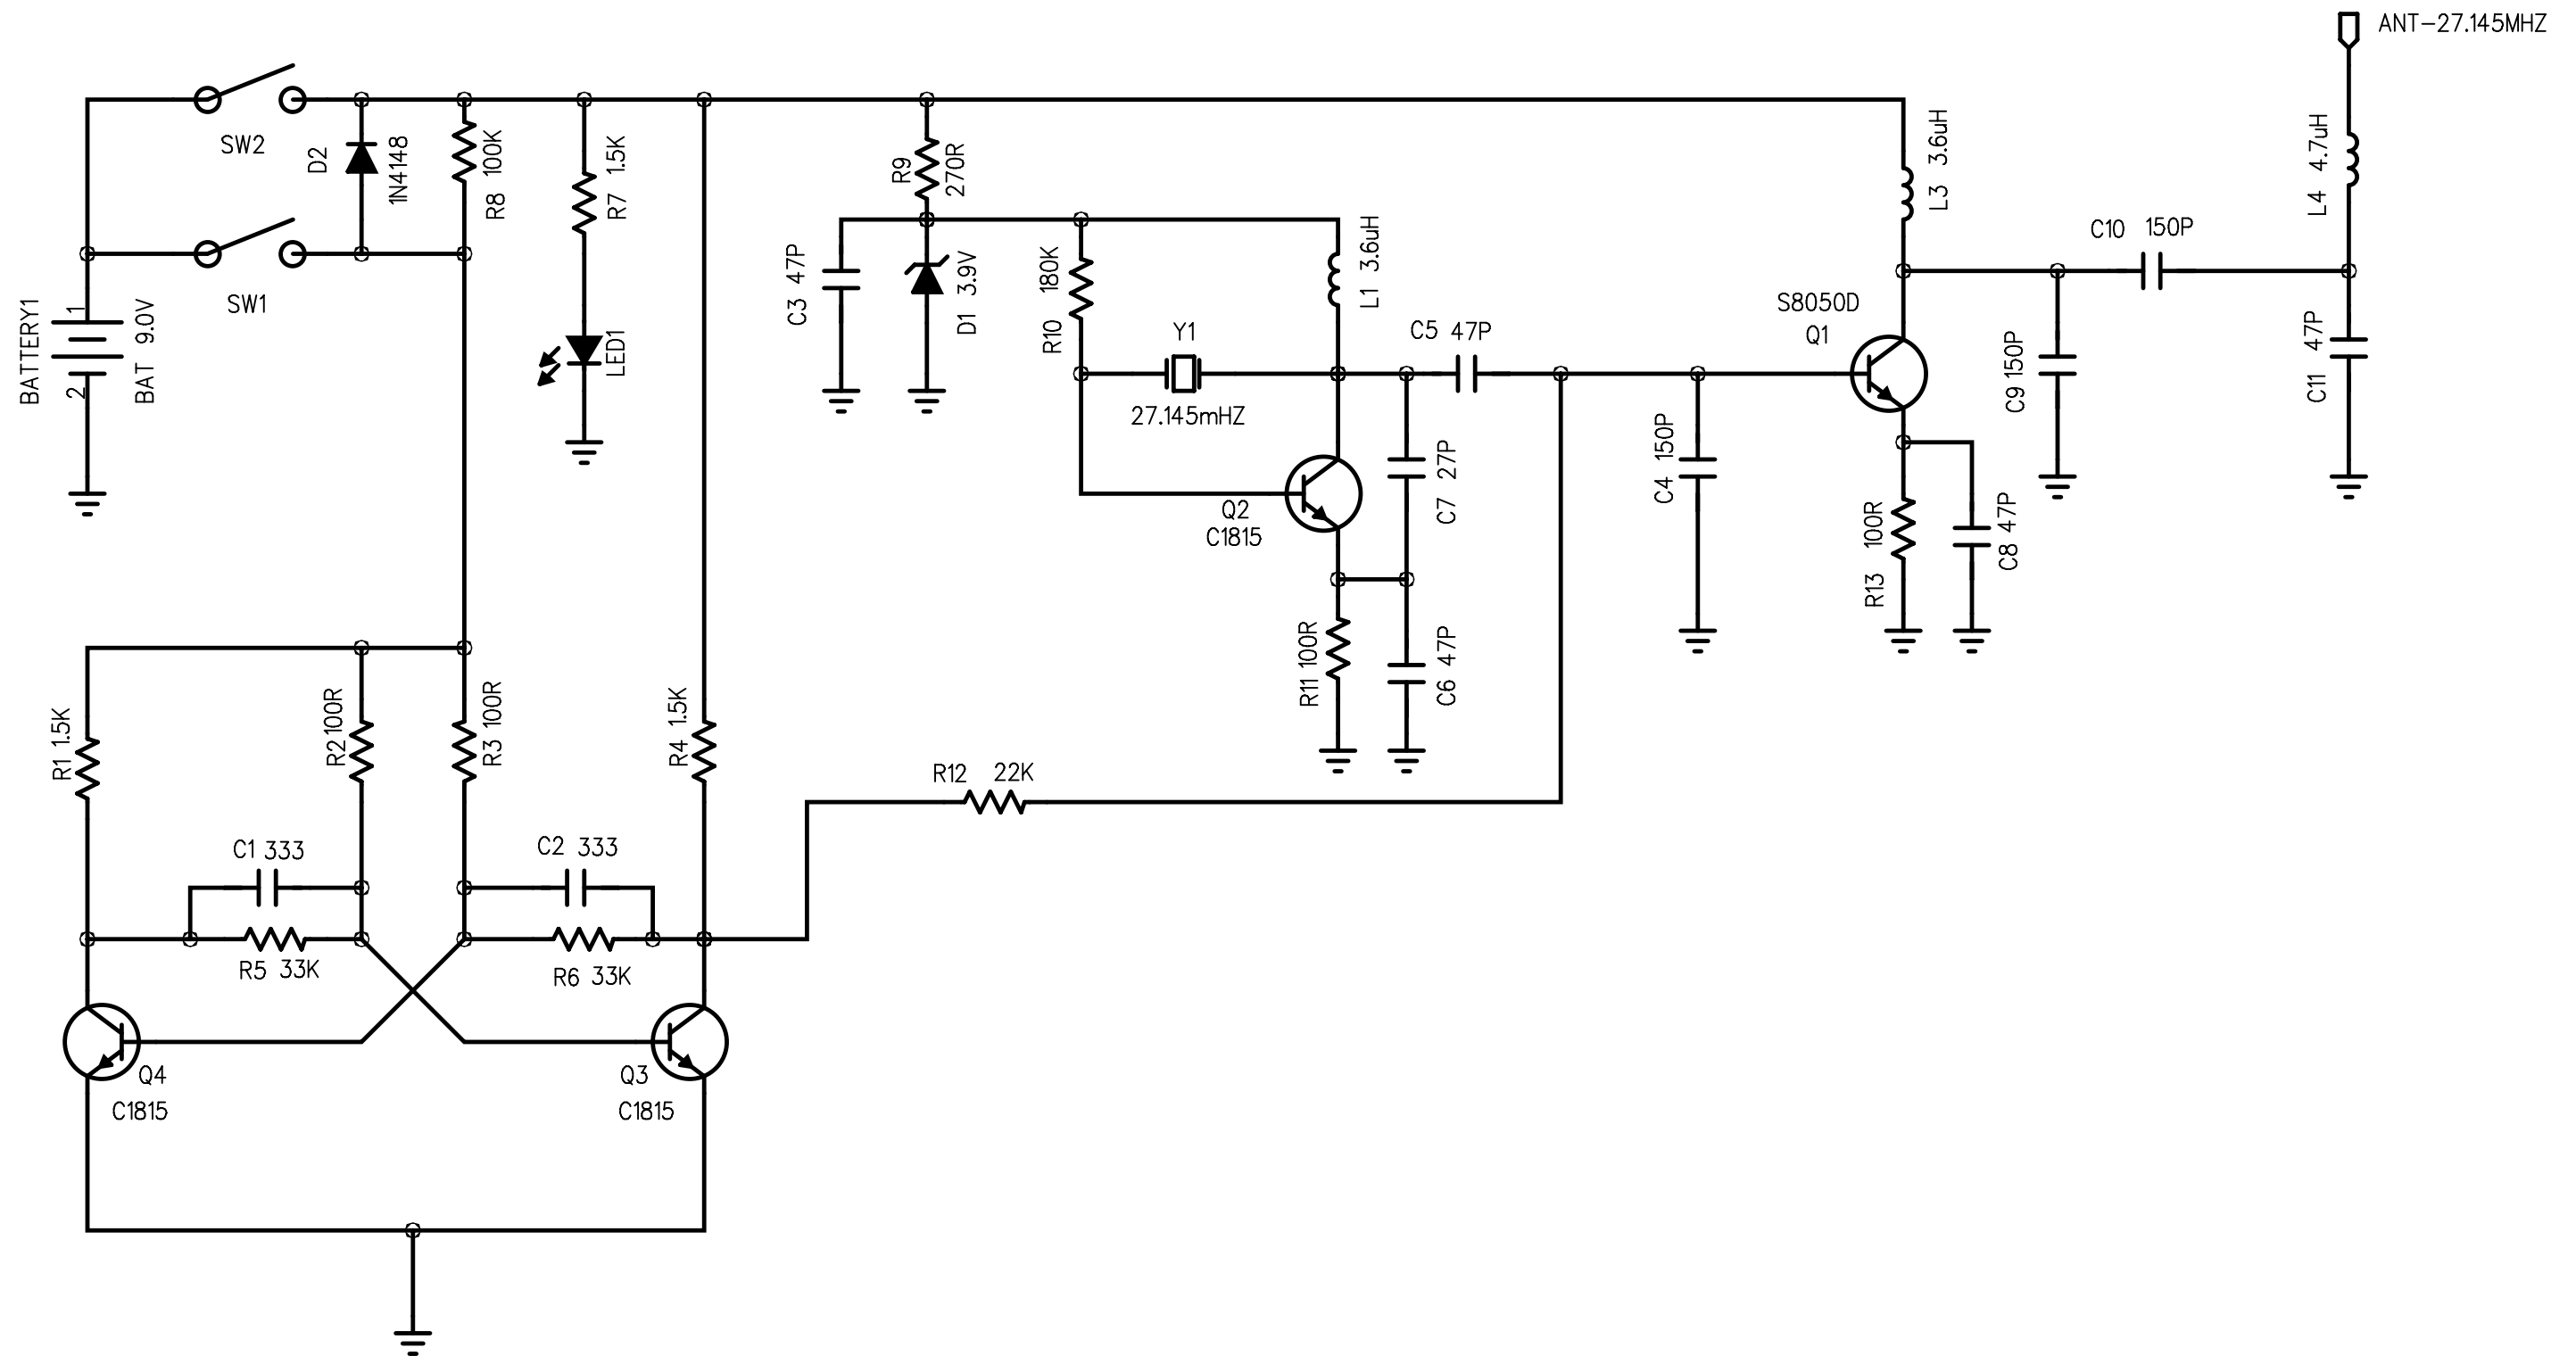 ANT-27.145MHZ
SW2
D2
1N4148
R8 100K
R7 1.5K
R9
270R
L3 3.6uH
L4 4.7uH
SW1
BATTERY1
1
2
BAT 9.0V
LED1
C3 47P
D1 3.9V
R10 180K
L1 3.6uH
Y1
27.145mHZ
C5 47P
S8050D
Q1
C10 150P
C9 150P
C11 47P
Q2
C1815
C7 27P
C4 150P
R13 100R
C8 47P
R11 100R
C6 47P
R1 1.5K
R2 100R
R3 100R
R4 1.5K
R12 22K
C1 333
C2 333
R5 33K
R6 33K
Q4
C1815
Q3
C1815